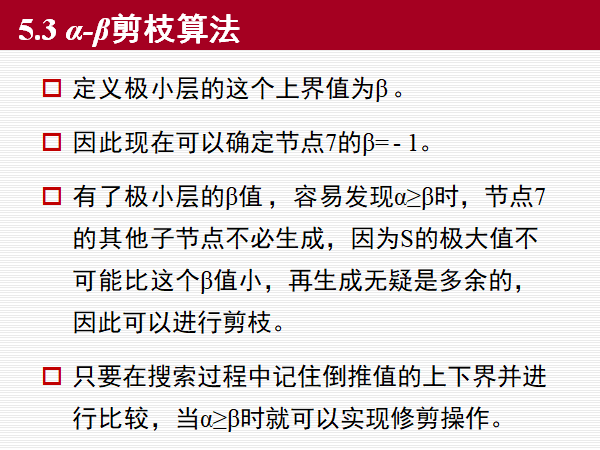 5.3 α-β剪枝算法
定义极小层的这个上界值为β。
因此现在可以确定节点7的β= - 1。
有了极小层的β值，容易发现α≥β时，节点7
的其他子节点不必生成，因为S的极大值不
可能比这个β值小，再生成无疑是多余的，
因此可以进行剪枝。
只要在搜索过程中记住倒推值的上下界并进
行比较，当α≥β时就可以实现修剪操作。